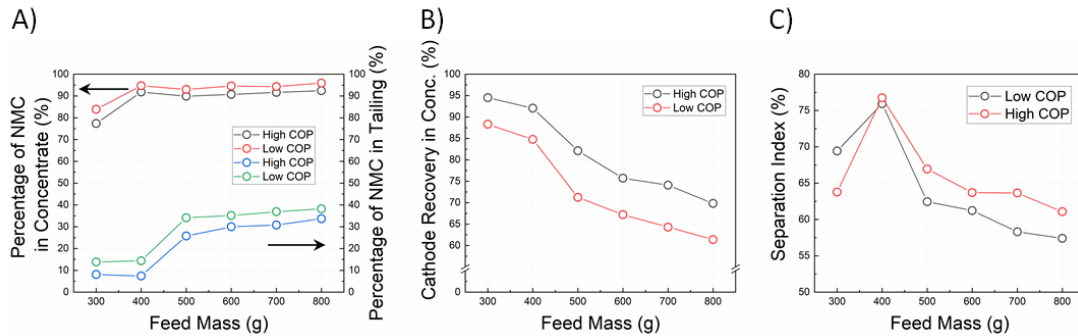 A)
Percentage of NMC
in Concentrate (%)
100
90
80
70
60
50
40
30
20
10
0
High COP
Low COP
High COP
Low COP
100
90
80
70
60
50
40
30
20
10
0
Percentage of NMC in Tailing (%)
300 400 500 600 700 800
Feed Mass (g)
B)
Cathode Recovery in Conc. (%)
100
95
90
85
80
75
70
65
60
0
High COP
Low COP
300 400 500 600 700 800
Feed Mass (g)
C)
Separation Index (%)
80
75
70
65
60
55
50
Low COP
High COP
300 400 500 600 700 800
Feed Mass (g)